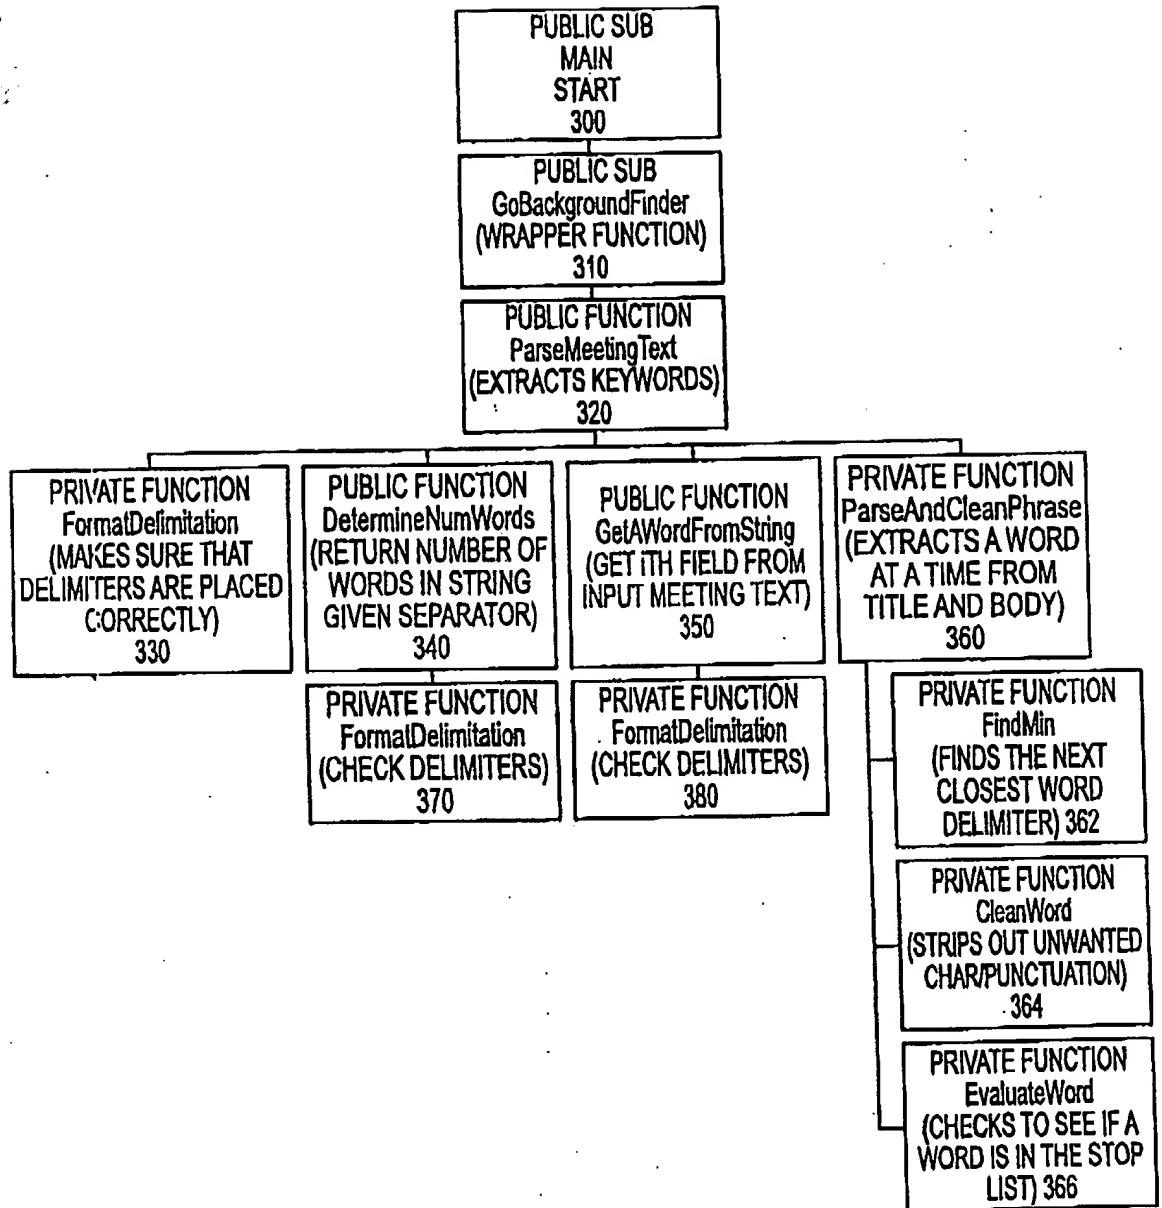 PUBLIC SUB
MAIN
START
300
PUBLIC SUB
GoBackgroundFinder
(WRAPPER FUNCTION)
310
PUBLIC FUNCTION
ParseMeetingText
(EXTRACTS KEYWORDS)
320
PRIVATE FUNCTION
FormatDelimitation
(MAKES SURE THAT
DELIMITERS ARE PLACED
CORRECTLY)
330
PUBLIC FUNCTION
DetermineNumWords
(RETURN NUMBER OF
WORDS IN STRING
GIVEN SEPARATOR)
340
PUBLIC FUNCTION
GetAWordFromString
(GET ITH FIELD FROM
INPUT MEETING TEXT)
350
PRIVATE FUNCTION
ParseAndCleanPhrase
(EXTRACTS A WORD
AT A TIME FROM
TITLE AND BODY)
360
PRIVATE FUNCTION
FormatDelimitation
(CHECK DELIMITERS)
370
PRIVATE FUNCTION
FormatDelimitation
(CHECK DELIMITERS)
380
PRIVATE FUNCTION
FindMin
(FINDS THE NEXT
CLOSEST WORD
DELIMITER) 362
PRIVATE FUNCTION
CleanWord
(STRIPS OUT UNWANTED
CHAR/PUNCTUATION)
364
PRIVATE FUNCTION
EvaluateWord
(CHECKS TO SEE IF A
WORD IS IN THE STOP
LIST) 366